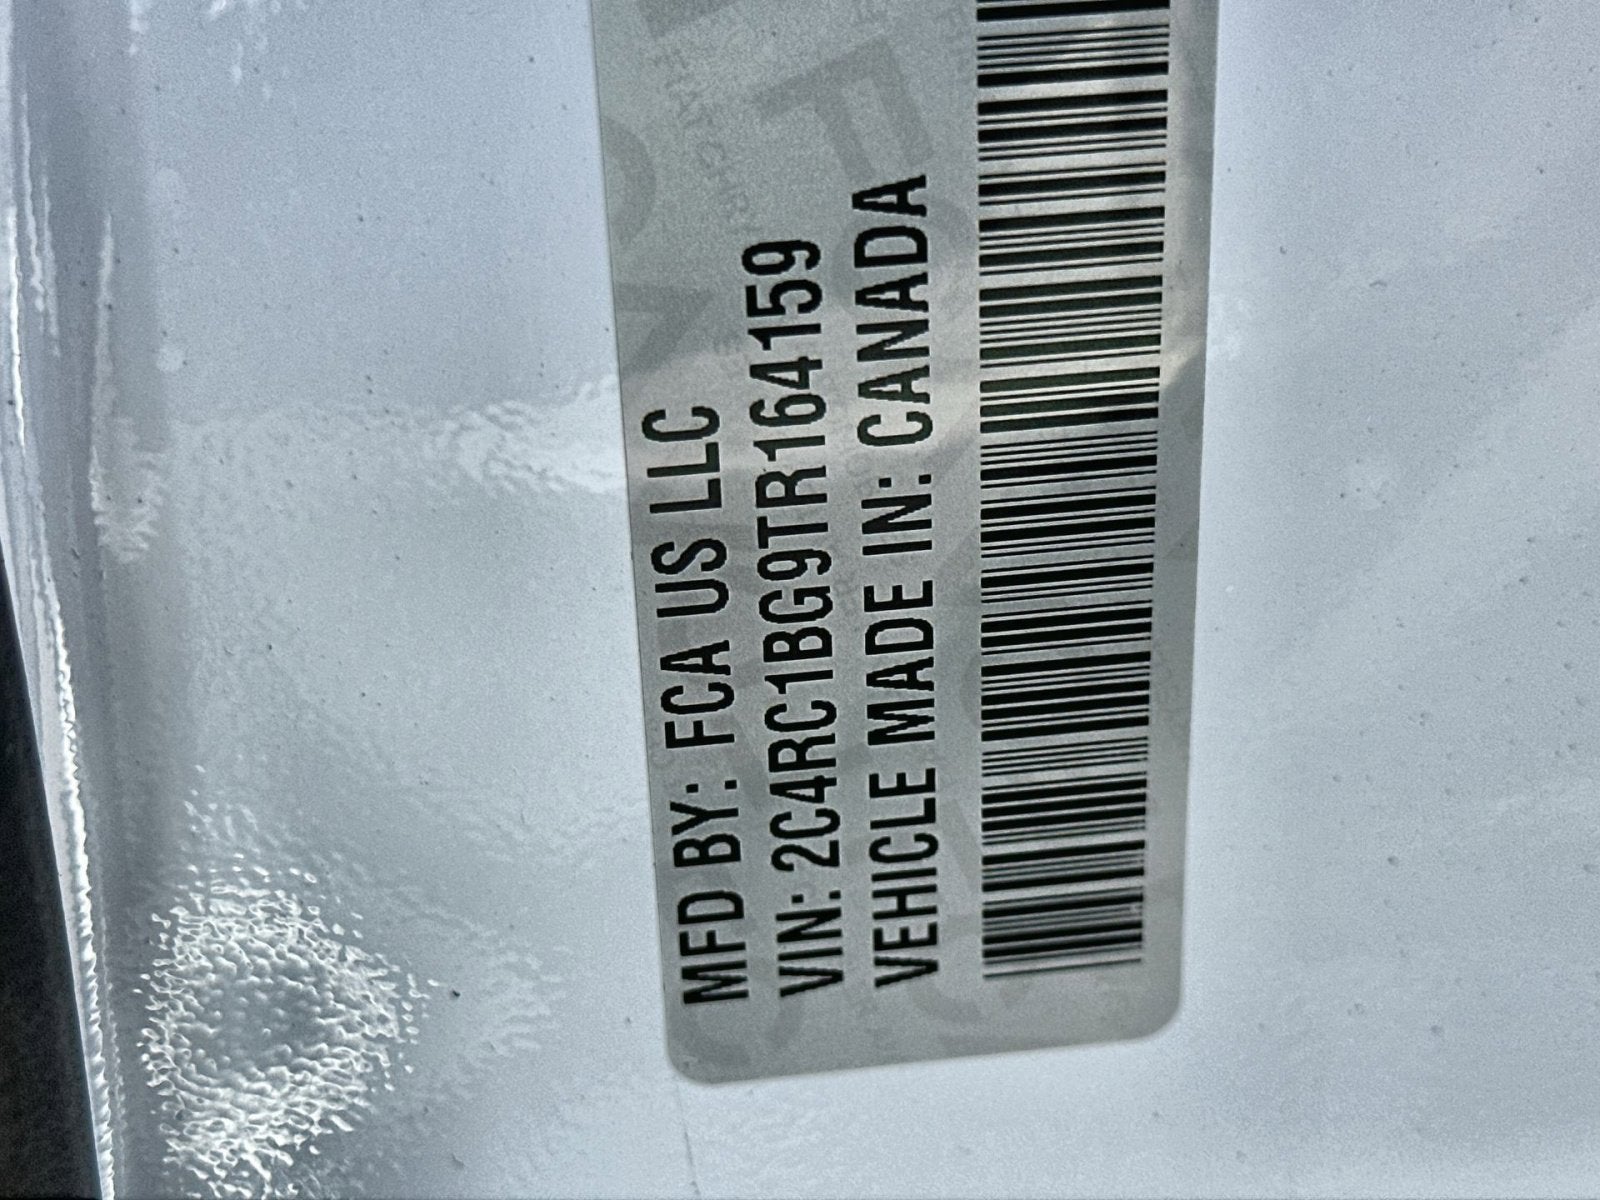 MFD BY: FCA US LLC
VIN: 2C4RC1BG9TR164159
VEHICLE MADE IN: CANADA